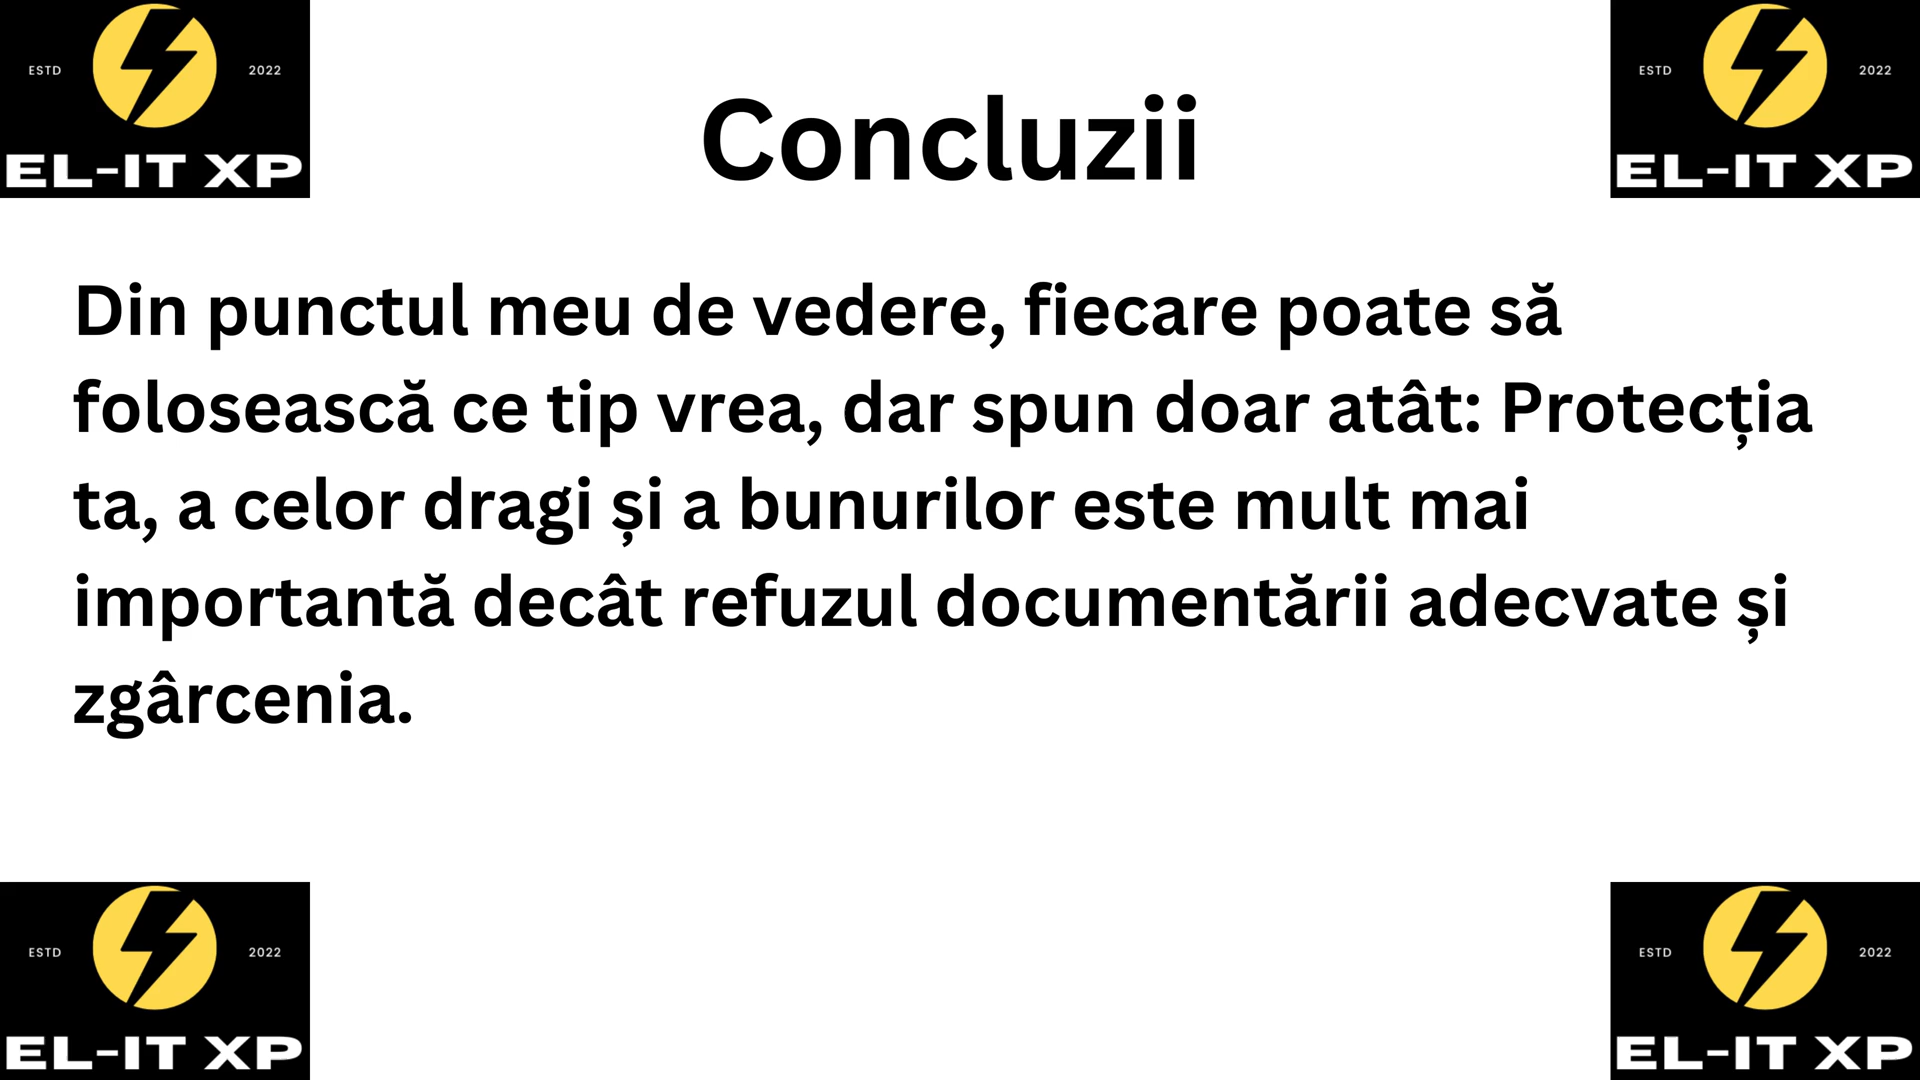 ESTD 2022
EL-IT XP
ESTD 2022
EL-IT XP
Concluzii
Din punctul meu de vedere, fiecare poate să
folosească ce tip vrea, dar spun doar atât: Protecția
ta, a celor dragi și a bunurilor este mult mai
importantă decât refuzul documentării adecvate și
zgârcenia.
ESTD 2022
EL-IT XP
ESTD 2022
EL-IT XP